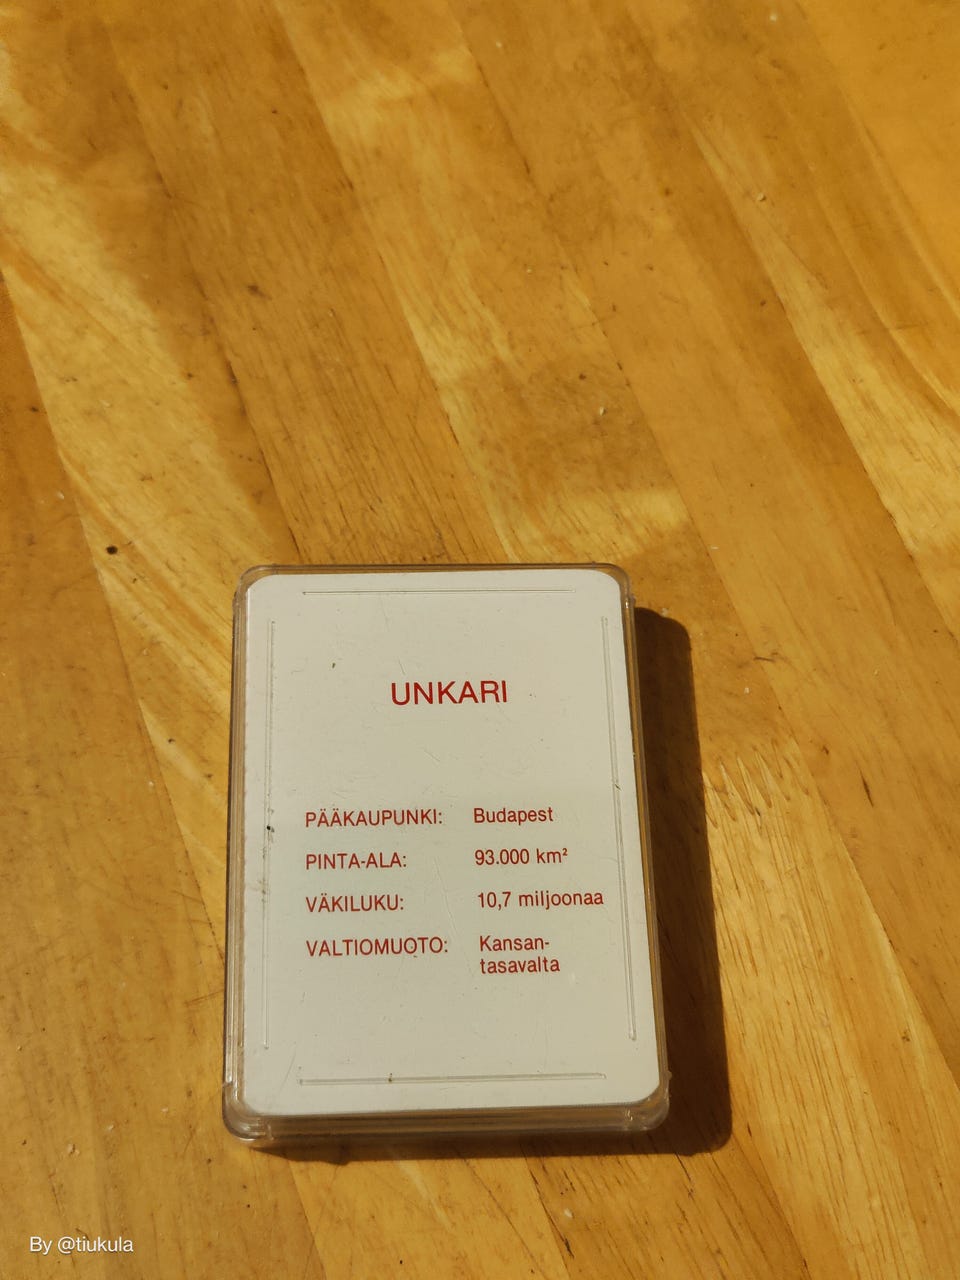 UNKARI
PÄÄKAUPUNKI: Budapest
PINTA-ALA: 93.000 km²
VÄKILUKU: 10,7 miljoonaa
VALTIOMUOTO: Kansan-
tasavalta
By @tiukula